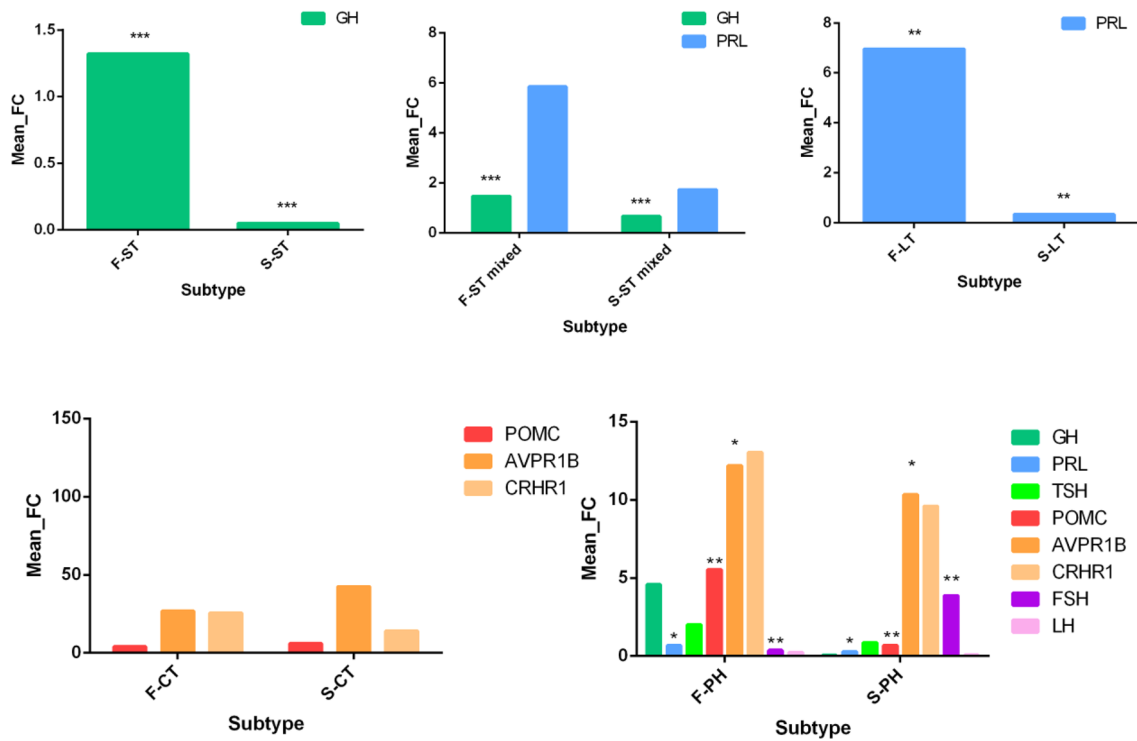 GH
1.5
***
1.0
Mean_FC
0.5
***
0.0
F-ST
S-ST
Subtype
GH
PRL
8
6
Mean_FC
4
2
***
***
0
F-ST mixed
S-ST mixed
Subtype
PRL
8
**
6
Mean_FC
4
2
**
0
F-LT
S-LT
Subtype
150
POMC
AVPR1B
CRHR1
100
Mean_FC
50
0
F-CT
S-CT
Subtype
15
GH
PRL
TSH
POMC
AVPR1B
CRHR1
FSH
LH
*
*
10
Mean_FC
**
5
**
*
**
*
**
0
F-PH
S-PH
Subtype